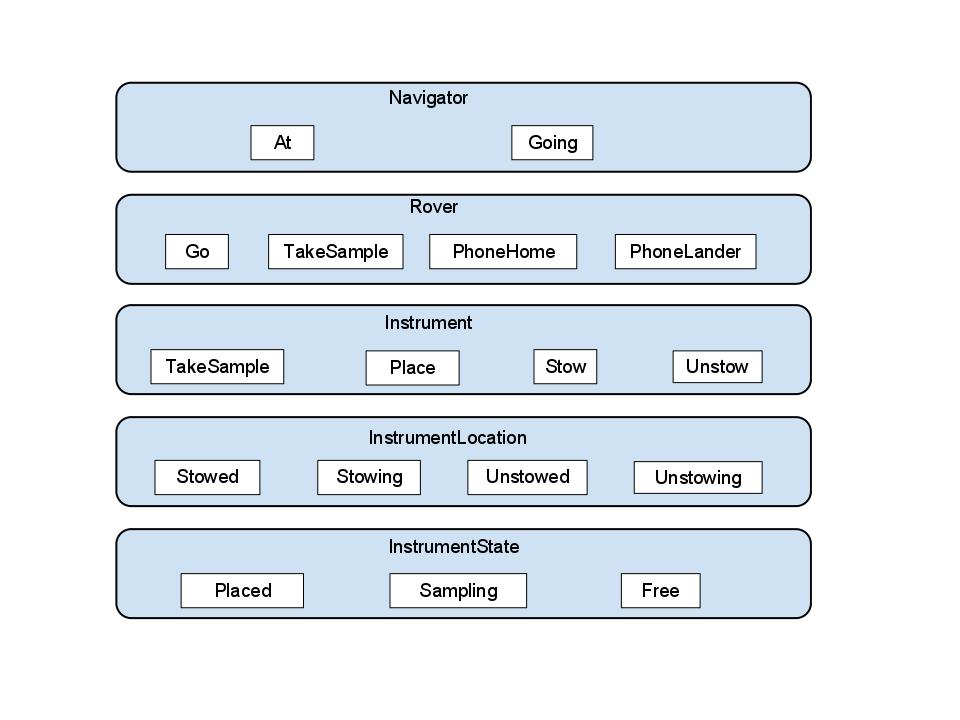 Navigator
At
Going
Rover
Go
TakeSample
PhoneHome
PhoneLander
Instrument
TakeSample
Place
Stow
Unstow
InstrumentLocation
Stowed
Stowing
Unstowed
Unstowing
InstrumentState
Placed
Sampling
Free